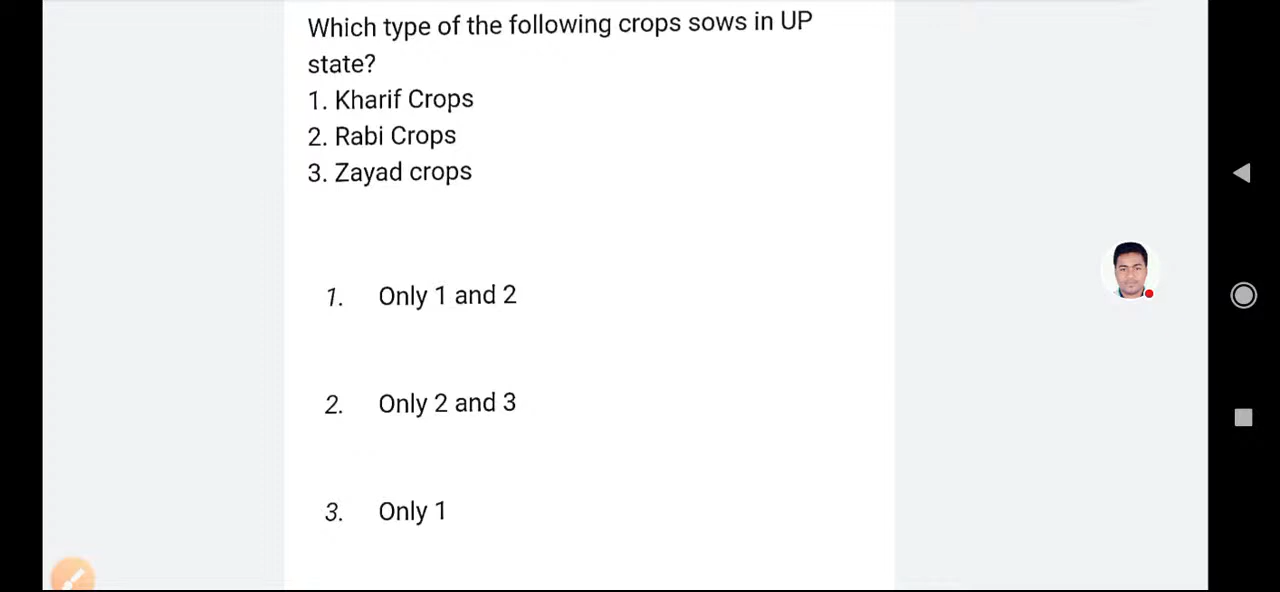 Which type of the following crops sows in UP
state?
1. Kharif Crops
2. Rabi Crops
3. Zayad crops
1. Only 1 and 2
2. Only 2 and 3
3. Only 1